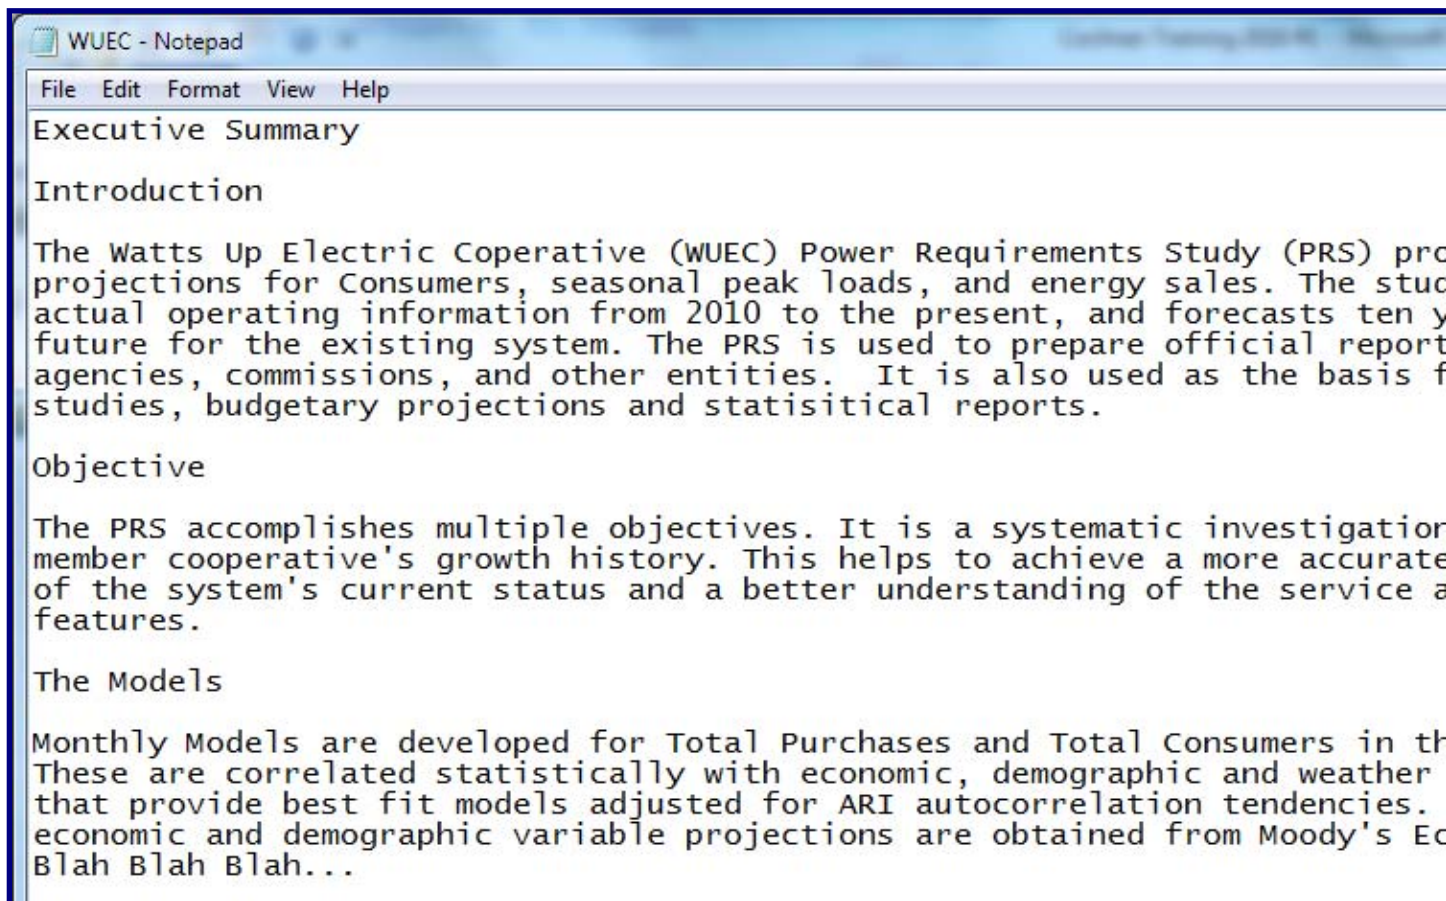 WUEC - Notepad
File Edit Format View Help
Executive Summary
Introduction
The Watts Up Electric Coperative (WUEC) Power Requirements Study (PRS) pro
projections for Consumers, seasonal peak loads, and energy sales. The stud
actual operating information from 2010 to the present, and forecasts ten y
future for the existing system. The PRS is used to prepare official report
agencies, commissions, and other entities.  It is also used as the basis f
studies, budgetary projections and statisitical reports.
Objective
The PRS accomplishes multiple objectives. It is a systematic investigation
member cooperative's growth history. This helps to achieve a more accurate
of the system's current status and a better understanding of the service a
features.
The Models
Monthly Models are developed for Total Purchases and Total Consumers in th
These are correlated statistically with economic, demographic and weather
that provide best fit models adjusted for ARI autocorrelation tendencies.
economic and demographic variable projections are obtained from Moody's Ec
Blah Blah Blah...